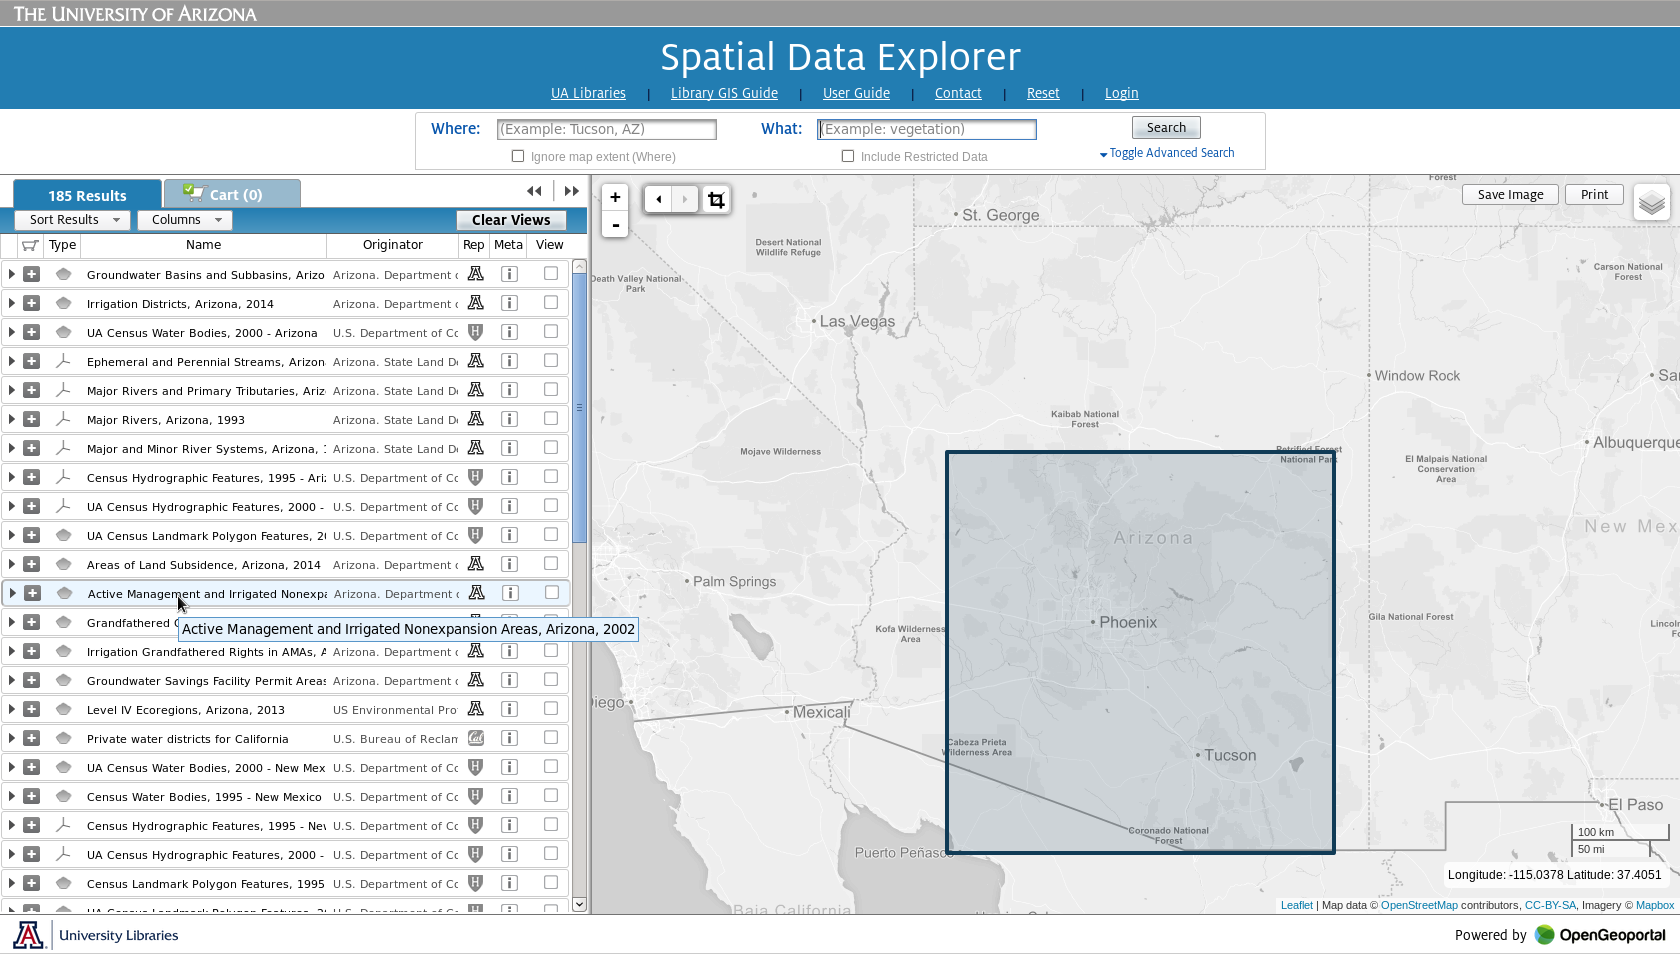 THE UNIVERSITY OF ARIZONA
Spatial Data Explorer
UA Libraries | Library GIS Guide | User Guide | Contact | Reset | Login
Where: (Example: Tucson, AZ) What: (Example: vegetation) Search
Ignore map extent (Where) Include Restricted Data Toggle Advanced Search
185 Results Cart (0)
Sort Results Columns Clear Views
Type Name Originator Rep Meta View
Groundwater Basins and Subbasins, Arizo Arizona. Department
Irrigation Districts, Arizona, 2014 Arizona. Department
UA Census Water Bodies, 2000 - Arizona U.S. Department of Cc
Ephemeral and Perennial Streams, Arizon Arizona. State Land De
Major Rivers and Primary Tributaries, Ariz Arizona. State Land De
Major Rivers, Arizona, 1993 Arizona. State Land De
Major and Minor River Systems, Arizona, Arizona. State Land De
Census Hydrographic Features, 1995 - Ari U.S. Department of Cc
UA Census Hydrographic Features, 2000 - U.S. Department of Cc
UA Census Landmark Polygon Features, U.S. Department of Cc
Areas of Land Subsidence, Arizona, 2014 Arizona. Department
Active Management and Irrigated Nonexpa Arizona. Department
Grandfathered
Active Management and Irrigated Nonexpansion Areas, Arizona, 2002
Irrigation Grandfathered Rights in AMAs, Arizona. Department
Groundwater Savings Facility Permit Areas Arizona. Department
Level IV Ecoregions, Arizona, 2013 US Environmental Pro
Private water districts for California U.S. Bureau of Reclam Cal
UA Census Water Bodies, 2000 - New Mex U.S. Department of Cc
Census Water Bodies, 1995 - New Mexico U.S. Department of Cc
Census Hydrographic Features, 1995 - Nev U.S. Department of Cc
UA Census Hydrographic Features, 2000 - U.S. Department of Cc
Census Landmark Polygon Features, 1995 U.S. Department of Cc
+
-
Save Image Print
Forest
St. George
Desert National
Wildlife Refuge
Death Valley National
Park
Carson National
Forest
Las Vegas
Window Rock
Sa
Kaibab National
Forest
Albuquerque
Mojave Wilderness
Petrified Forest
National Park
El Malpais National
Conservation
Area
New Mex
Arizona
Palm Springs
Phoenix
Gila National Forest
Kofa Wilderness
Area
Lincoln
Diego
Mexicali
Cabeza Prieta
Wilderness Area
Tucson
El Paso
Coronado National
Forest
Puerto Peñasc
Baja California
100 km
50 mi
Longitude: -115.0378 Latitude: 37.4051
Leaflet | Map data © OpenStreetMap contributors, CC-BY-SA, Imagery © Mapbox
University Libraries
Powered by OpenGeoportal